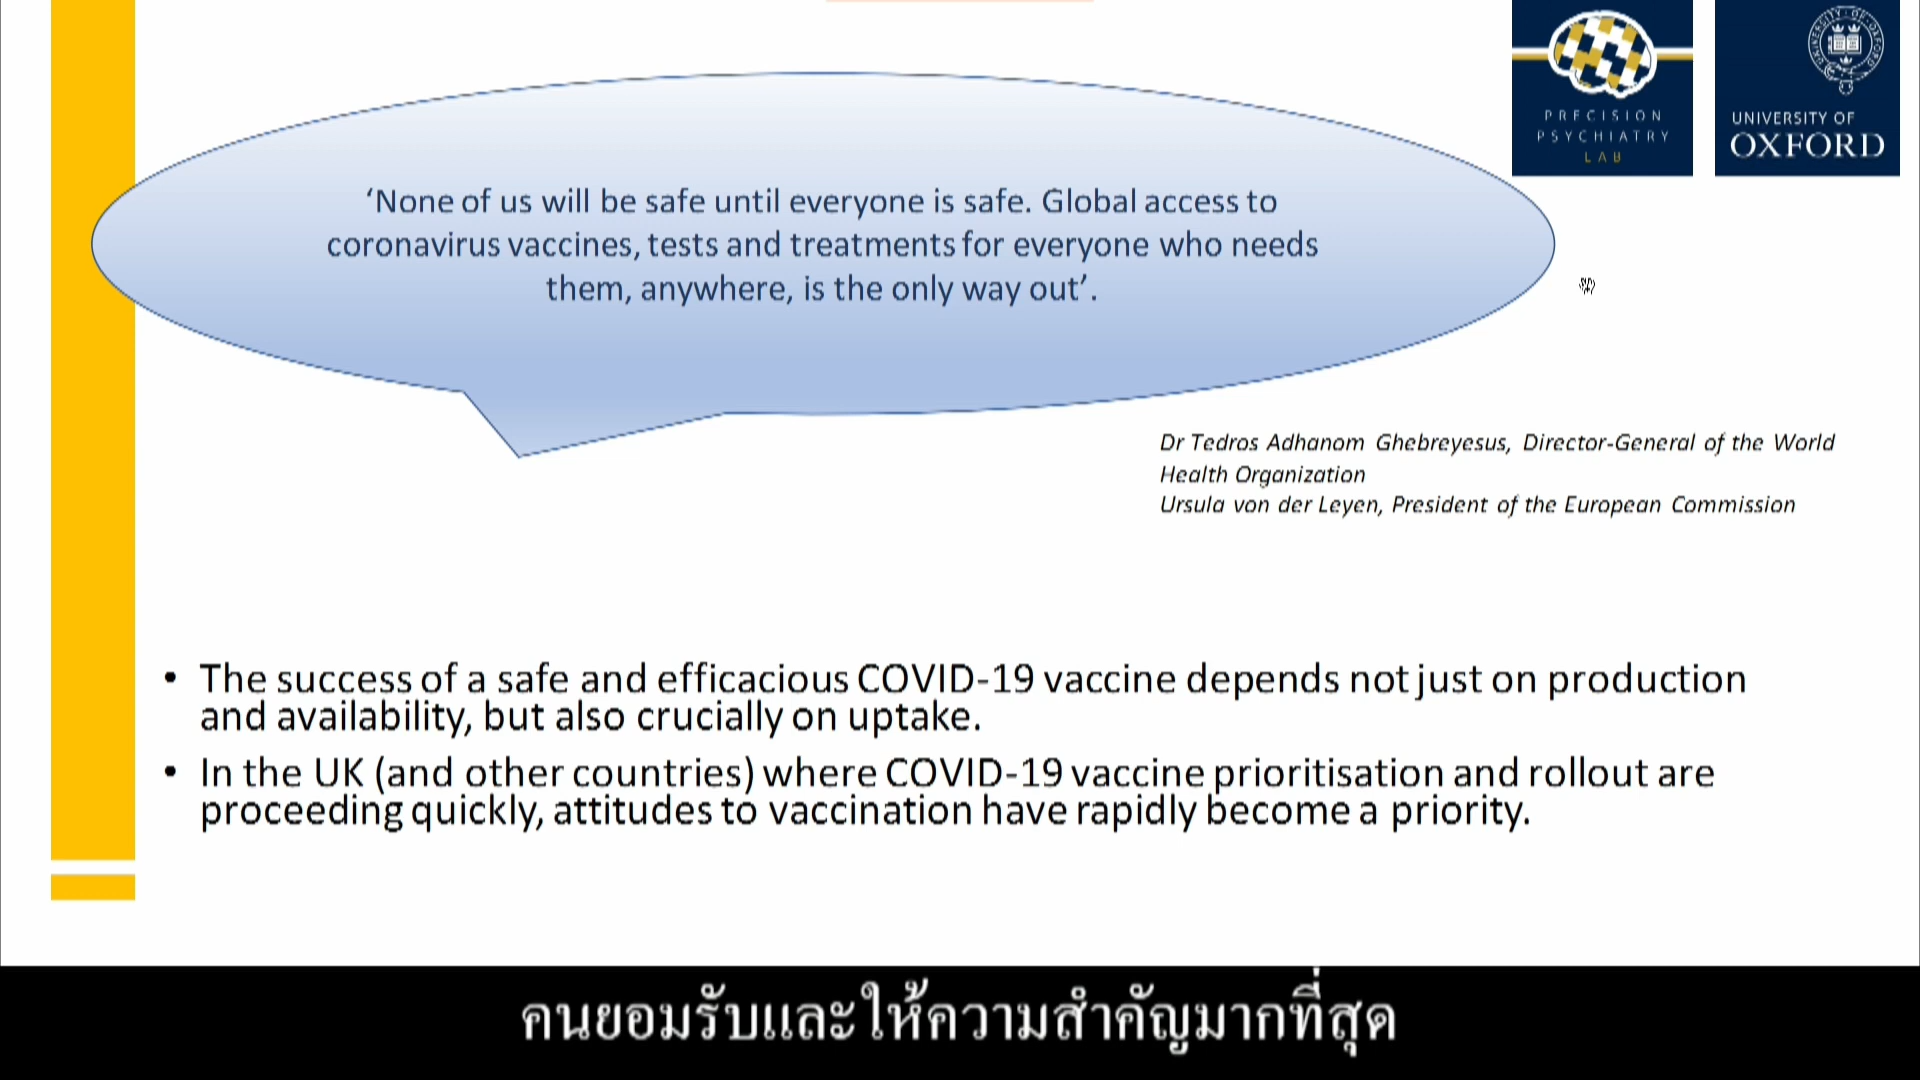 PRECISION
PSYCHIATRY
LAB
UNIVERSITY OF
OXFORD
‘None of us will be safe until everyone is safe. Global access to
coronavirus vaccines, tests and treatments for everyone who needs
them, anywhere, is the only way out’.
Dr Tedros Adhanom Ghebreyesus, Director-General of the World
Health Organization
Ursula von der Leyen, President of the European Commission
• The success of a safe and efficacious COVID-19 vaccine depends not just on production
and availability, but also crucially on uptake.
• In the UK (and other countries) where COVID-19 vaccine prioritisation and rollout are
proceeding quickly, attitudes to vaccination have rapidly become a priority.
คนยอมรับและให้ความสำคัญมากที่สุด